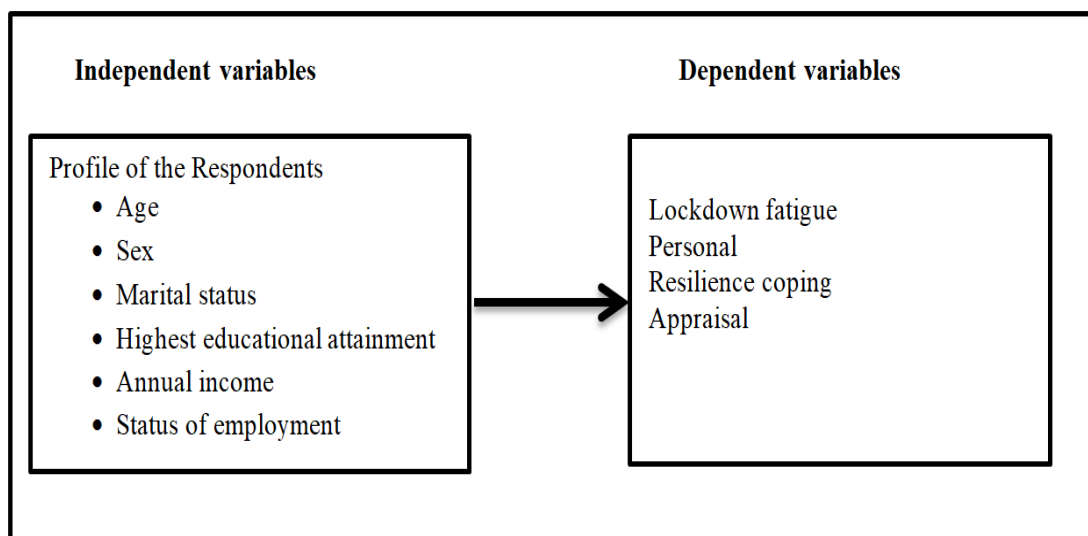 Independent variables
Dependent variables
Profile of the Respondents
• Age
• Sex
• Marital status
• Highest educational attainment
• Annual income
• Status of employment
Lockdown fatigue
Personal
Resilience coping
Appraisal